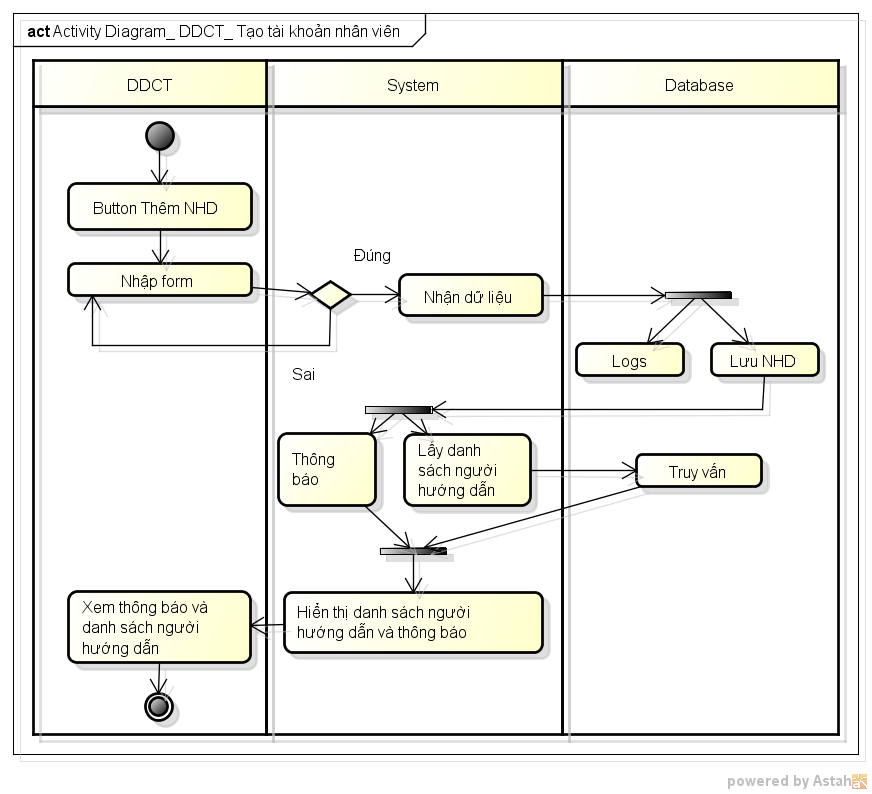 act Activity Diagram_ DDCT_ Tạo tài khoản nhân viên
DDCT
System
Database
Button Thêm NHD
Đúng
Nhập form
Nhận dữ liệu
Logs
Lưu NHD
Sai
Thông
báo
Lấy danh
sách người
hướng dẫn
Truy vấn
Xem thông báo và
danh sách người
hướng dẫn
Hiển thị danh sách người
hướng dẫn và thông báo
powered by Astah